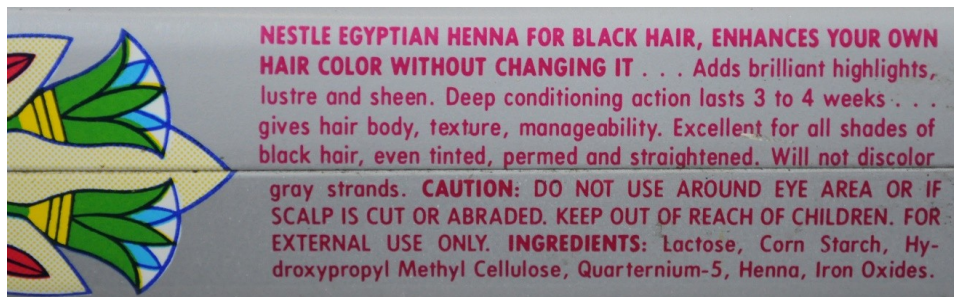 NESTLE EGYPTIAN HENNA FOR BLACK HAIR, ENHANCES YOUR OWN
HAIR COLOR WITHOUT CHANGING IT . . . Adds brilliant highlights,
lustre and sheen. Deep conditioning action lasts 3 to 4 weeks . . .
gives hair body, texture, manageability. Excellent for all shades of
black hair, even tinted, permed and straightened. Will not discolor
gray strands. CAUTION: DO NOT USE AROUND EYE AREA OR IF
SCALP IS CUT OR ABRADED. KEEP OUT OF REACH OF CHILDREN. FOR
EXTERNAL USE ONLY. INGREDIENTS: Lactose, Corn Starch, Hy-
droxypropyl Methyl Cellulose, Quarternium-5, Henna, Iron Oxides.